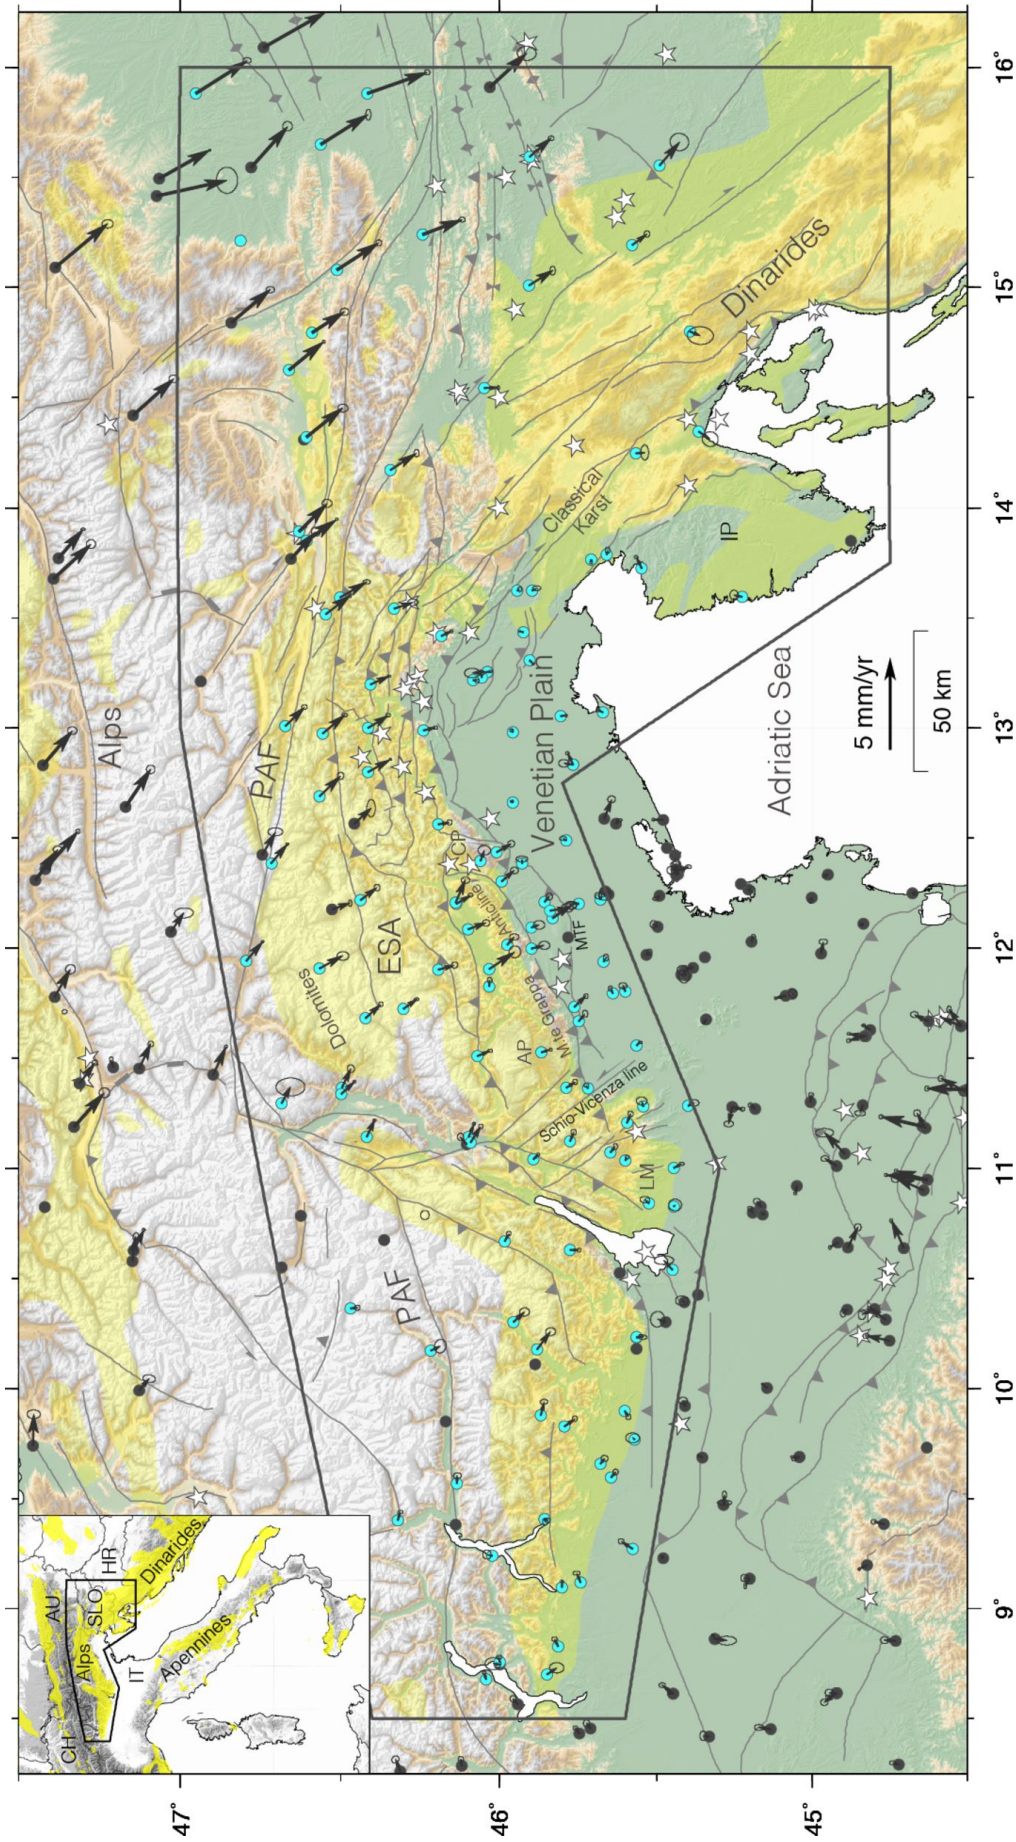 CH
AU
Alps
SLO
HR
IT
Dinarides
Apennines
Alps
PAF
PAF
Dolomites
ESA
CP
Anticline
M.te Grappa
AP
MTF
Schio-Vicenza line
LM
Venetian Plain
Classical
Karst
Dinarides
IP
Adriatic Sea
5 mm/yr
50 km
47°
46°
45°
9°
10°
11°
12°
13°
14°
15°
16°